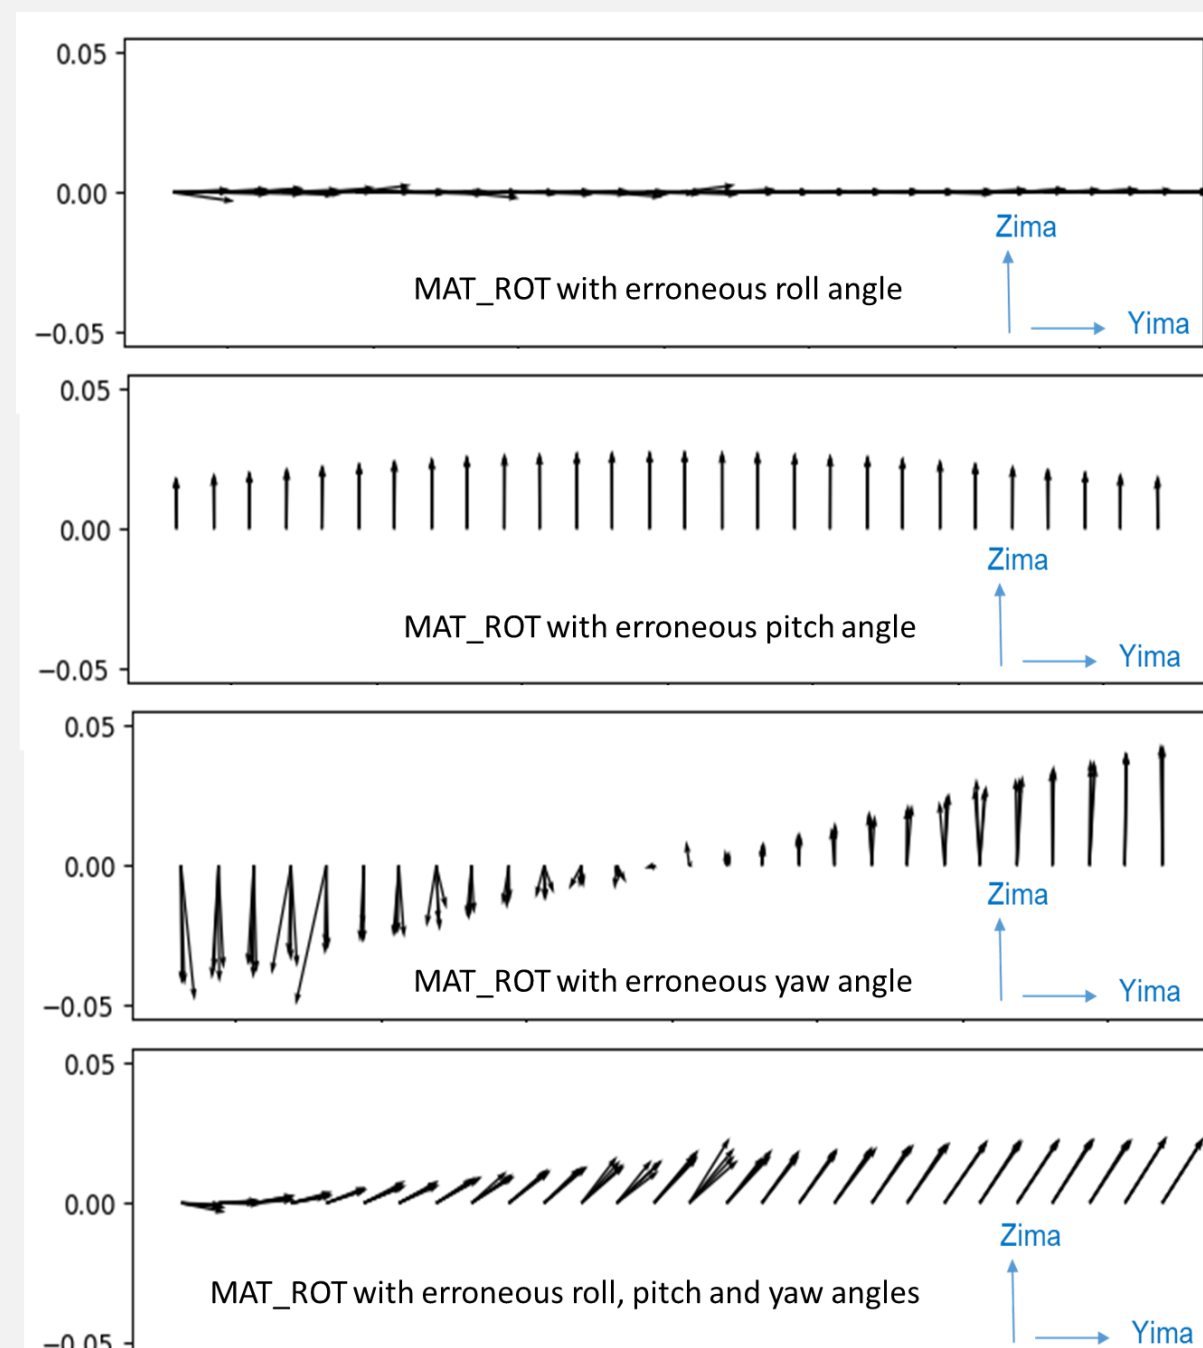 0.05
0.00
Zima
MAT_ROT with erroneous roll angle
Yima
−0.05
0.05
0.00
Zima
MAT_ROT with erroneous pitch angle
Yima
−0.05
0.05
0.00
Zima
MAT_ROT with erroneous yaw angle
Yima
−0.05
0.05
0.00
Zima
MAT_ROT with erroneous roll, pitch and yaw angles
Yima
−0.05